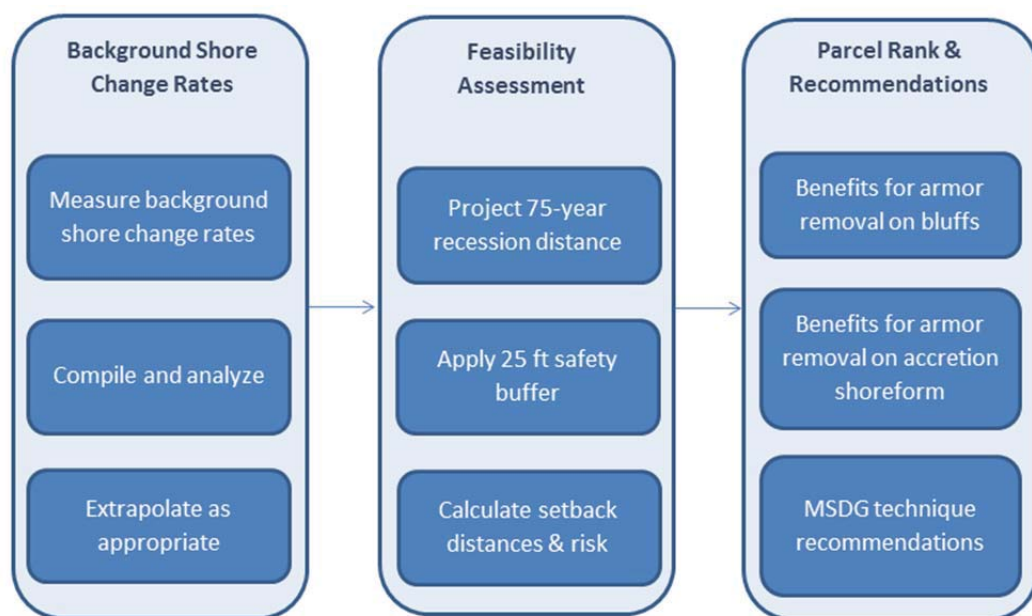 Background Shore
Change Rates
Measure background
shore change rates
Compile and analyze
Extrapolate as
appropriate
Feasibility
Assessment
Project 75-year
recession distance
Apply 25 ft safety
buffer
Calculate setback
distances & risk
Parcel Rank &
Recommendations
Benefits for armor
removal on bluffs
Benefits for armor
removal on accretion
shoreform
MSDG technique
recommendations